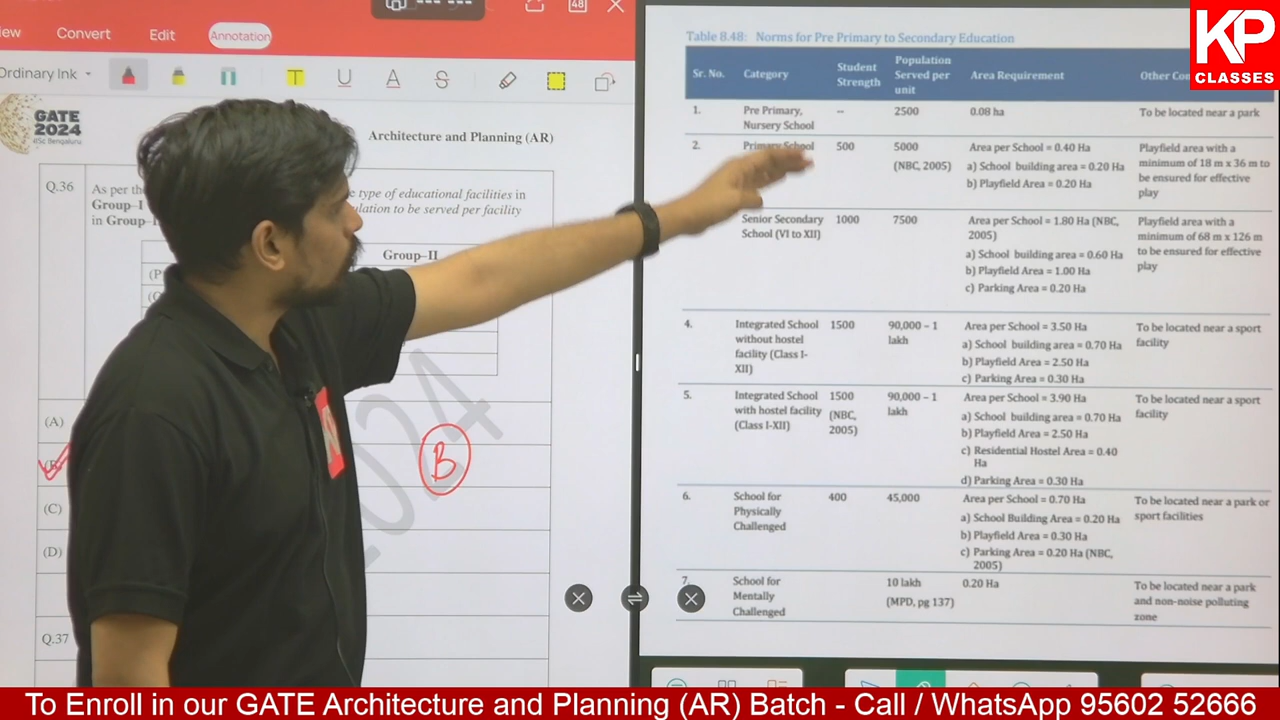 KP
CLASSES
48
Convert Edit Annotation
Ordinary Ink
T U A S
GATE
2024
IISc Bengaluru
Architecture and Planning (AR)
Q.36
As per
type of educational facilities in
Group–I
to be served per facility
in
Group–II
(A)
B
(C)
(D)
Q.37
2024
Table 8.48: Norms for Pre Primary to Secondary Education
Sr. No. Category Student Strength Population Served per unit Area Requirement Other
1. Pre Primary, Nursery School -- 2500 0.08 ha To be located near a park
2. Primary School 500 5000 (NBC, 2005) Area per School = 0.40 Ha
a) School building area = 0.20 Ha
b) Playfield Area = 0.20 Ha
Playfield area with a minimum of 18 m x 36 m to be ensured for effective play
Senior Secondary School (VI to XII) 1000 7500 Area per School = 1.80 Ha (NBC, 2005)
a) School building area = 0.60 Ha
b) Playfield Area = 1.00 Ha
c) Parking Area = 0.20 Ha
Playfield area with a minimum of 68 m x 126 m to be ensured for effective play
4. Integrated School without hostel facility (Class I-XII) 1500 90,000 – 1 lakh Area per School = 3.50 Ha
a) School building area = 0.70 Ha
b) Playfield Area = 2.50 Ha
c) Parking Area = 0.30 Ha
To be located near a sport facility
5. Integrated School with hostel facility (Class I-XII) 1500 (NBC, 2005) 90,000 – 1 lakh Area per School = 3.90 Ha
a) School building area = 0.70 Ha
b) Playfield Area = 2.50 Ha
c) Residential Hostel Area = 0.40 Ha
d) Parking Area = 0.30 Ha
To be located near a sport facility
6. School for Physically Challenged 400 45,000 Area per School = 0.70 Ha
a) School Building Area = 0.20 Ha
b) Playfield Area = 0.30 Ha
c) Parking Area = 0.20 Ha (NBC, 2005)
To be located near a park or sport facilities
7. School for Mentally Challenged 10 lakh (MPD, pg 137) 0.20 Ha To be located near a park and non-noise polluting zone
To Enroll in our GATE Architecture and Planning (AR) Batch - Call / WhatsApp 95602 52666